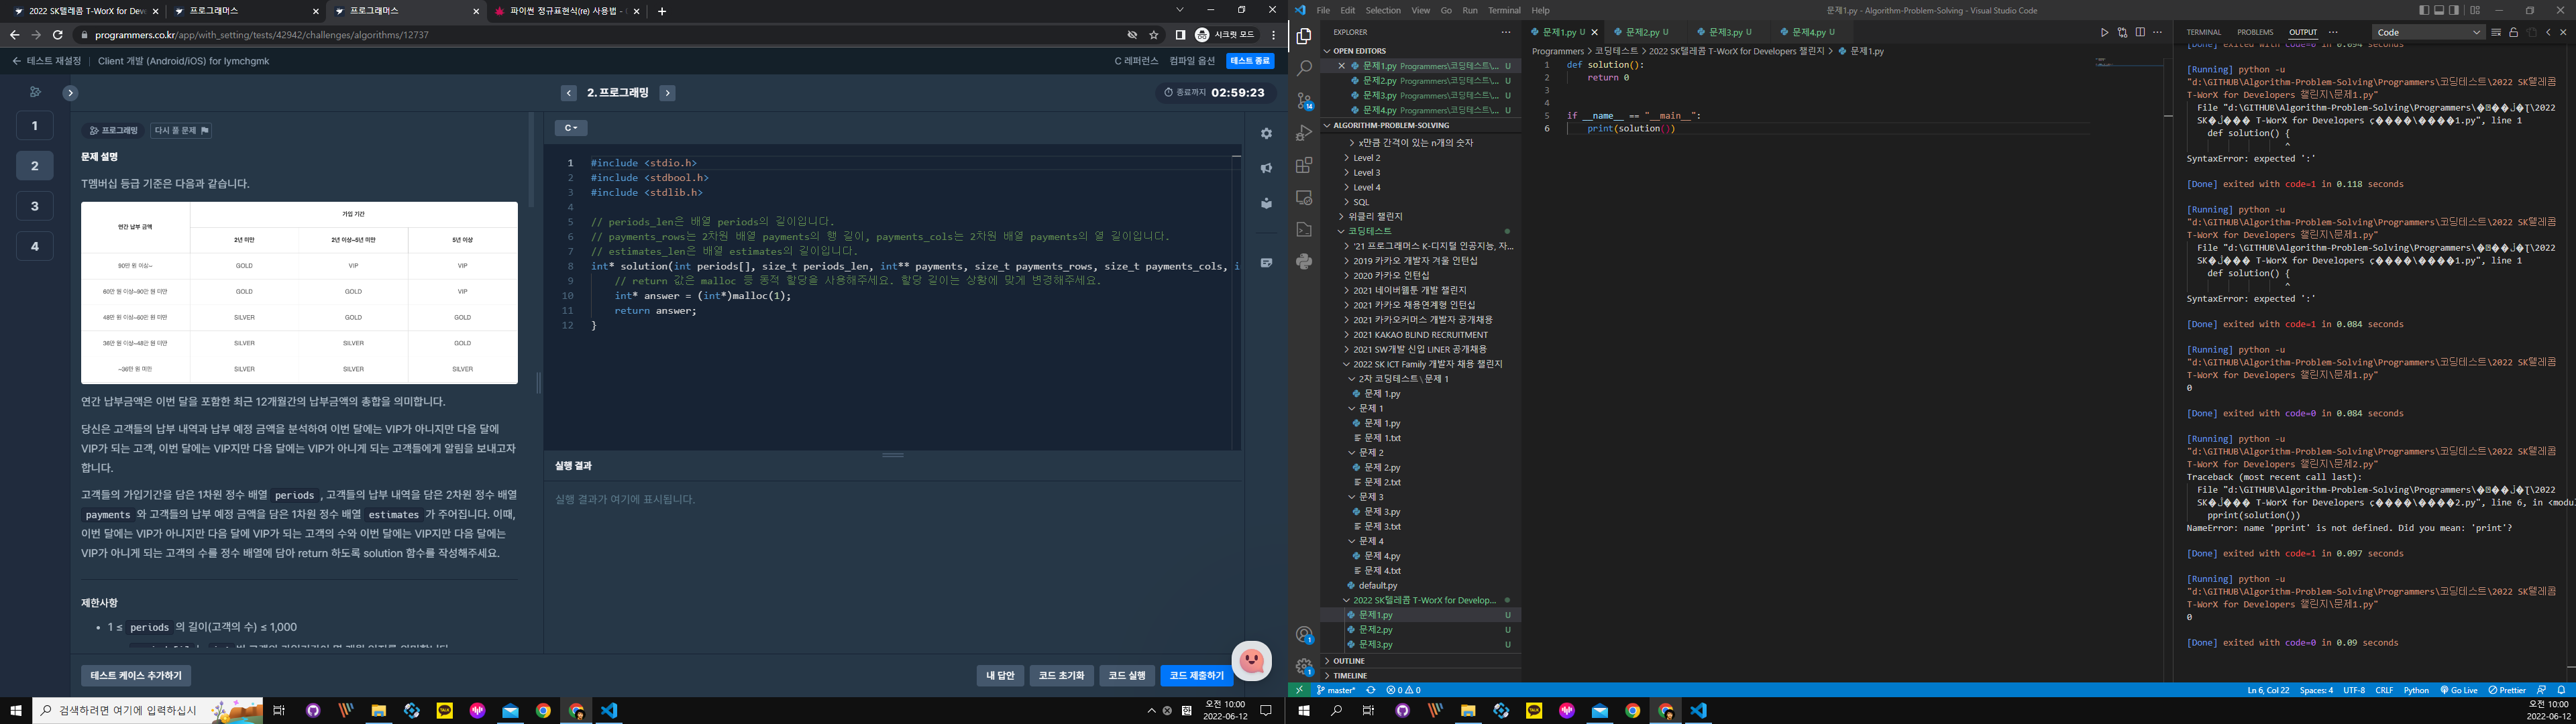 2022 SK텔레콤 T-WorX for Dev
프로그래머스
프로그래머스
파이썬 정규표현식(re) 사용법 -
programmers.co.kr/app/with_setting/tests/42942/challenges/algorithms/12737
시크릿 모드
테스트 재설정
Client 개발 (Android/iOS) for lymchgmk
C 레퍼런스
컴파일 옵션
테스트 종료
2. 프로그래밍
종료까지 02:59:23
1
2
3
4
프로그래밍
다시 풀 문제
문제 설명
T멤버십 등급 기준은 다음과 같습니다.
연간 납부 금액
가입 기간
2년 미만
2년 이상~5년 미만
5년 이상
90만 원 이상~ GOLD VIP VIP
60만 원 이상~90만 원 미만 GOLD GOLD VIP
48만 원 이상~60만 원 미만 SILVER GOLD GOLD
36만 원 이상~48만 원 미만 SILVER SILVER GOLD
~36만 원 미만 SILVER SILVER SILVER
연간 납부금액은 이번 달을 포함한 최근 12개월간의 납부금액의 총합을 의미합니다.
당신은 고객들의 납부 내역과 납부 예정 금액을 분석하여 이번 달에는 VIP가 아니지만 다음 달에
VIP가 되는 고객, 이번 달에는 VIP지만 다음 달에는 VIP가 아니게 되는 고객들에게 알림을 보내고자
합니다.
고객들의 가입기간을 담은 1차원 정수 배열 periods , 고객들의 납부 내역을 담은 2차원 정수 배열
payments 와 고객들의 납부 예정 금액을 담은 1차원 정수 배열 estimates 가 주어집니다. 이때,
이번 달에는 VIP가 아니지만 다음 달에 VIP가 되는 고객의 수와 이번 달에는 VIP지만 다음 달에는
VIP가 아니게 되는 고객의 수를 정수 배열에 담아 return 하도록 solution 함수를 작성해주세요.
제한사항
1 ≤ periods 의 길이(고객의 수) ≤ 1,000
테스트 케이스 추가하기
C
1 #include <stdio.h>
2 #include <stdbool.h>
3 #include <stdlib.h>
4
5 // periods_len은 배열 periods의 길이입니다.
6 // payments_rows는 2차원 배열 payments의 행 길이, payments_cols는 2차원 배열 payments의 열 길이입니다.
7 // estimates_len은 배열 estimates의 길이입니다.
8 int* solution(int periods[], size_t periods_len, int** payments, size_t payments_rows, size_t payments_cols, i
9 // return 값은 malloc 등 동적 할당을 사용해주세요. 할당 길이는 상황에 맞게 변경해주세요.
10 int* answer = (int*)malloc(1);
11 return answer;
12 }
실행 결과
실행 결과가 여기에 표시됩니다.
내 답안
코드 초기화
코드 실행
코드 제출하기
검색하려면 여기에 입력하십시
오전 10:00
2022-06-12
File Edit Selection View Go Run Terminal Help
문제1.py - Algorithm-Problem-Solving - Visual Studio Code
EXPLORER
OPEN EDITORS
문제1.py Programmers\코딩테스트\... U
문제2.py Programmers\코딩테스트\... U
문제3.py Programmers\코딩테스트\... U
문제4.py Programmers\코딩테스트\... U
ALGORITHM-PROBLEM-SOLVING
x만큼 간격이 있는 n개의 숫자
Level 2
Level 3
Level 4
SQL
위클리 챌린지
코딩테스트
'21 프로그래머스 K-디지털 인공지능, 자...
2019 카카오 개발자 겨울 인턴십
2020 카카오 인턴십
2021 네이버웹툰 개발 챌린지
2021 카카오 채용연계형 인턴십
2021 카카오커머스 개발자 공개채용
2021 KAKAO BLIND RECRUITMENT
2021 SW개발 신입 LINER 공개채용
2022 SK ICT Family 개발자 채용 챌린지
2차 코딩테스트 \ 문제 1
문제 1.py
문제 1
문제 1.py
문제 1.txt
문제 2
문제 2.py
문제 2.txt
문제 3
문제 3.py
문제 3.txt
문제 4
문제 4.py
문제 4.txt
default.py
2022 SK텔레콤 T-WorX for Develop...
문제1.py U
문제2.py U
문제3.py U
OUTLINE
TIMELINE
문제1.py U
문제2.py U
문제3.py U
문제4.py U
Programmers > 코딩테스트 > 2022 SK텔레콤 T-WorX for Developers 챌린지 > 문제1.py
1 def solution():
2 return 0
3
4
5 if __name__ == "__main__":
6 print(solution())
TERMINAL PROBLEMS OUTPUT
Code
[Done] exited with code=0 in 0.094 seconds
[Running] python -u
"d:\GITHUB\Algorithm-Problem-Solving\Programmers\코딩테스트\2022 SK텔레콤
T-WorX for Developers 챌린지\문제1.py"
File "d:\GITHUB\Algorithm-Problem-Solving\Programmers\
T-WorX for Developers
1.py", line 1
def solution() {
^
SyntaxError: expected ':'
[Done] exited with code=1 in 0.118 seconds
[Running] python -u
"d:\GITHUB\Algorithm-Problem-Solving\Programmers\코딩테스트\2022 SK텔레콤
T-WorX for Developers 챌린지\문제1.py"
File "d:\GITHUB\Algorithm-Problem-Solving\Programmers\
T-WorX for Developers
1.py", line 1
def solution() {
^
SyntaxError: expected ':'
[Done] exited with code=1 in 0.084 seconds
[Running] python -u
"d:\GITHUB\Algorithm-Problem-Solving\Programmers\코딩테스트\2022 SK텔레콤
T-WorX for Developers 챌린지\문제1.py"
0
[Done] exited with code=0 in 0.084 seconds
[Running] python -u
"d:\GITHUB\Algorithm-Problem-Solving\Programmers\코딩테스트\2022 SK텔레콤
T-WorX for Developers 챌린지\문제2.py"
Traceback (most recent call last):
File "d:\GITHUB\Algorithm-Problem-Solving\Programmers\
T-WorX for Developers
2.py", line 6, in <modu
pprint(solution())
NameError: name 'pprint' is not defined. Did you mean: 'print'?
[Done] exited with code=1 in 0.097 seconds
[Running] python -u
"d:\GITHUB\Algorithm-Problem-Solving\Programmers\코딩테스트\2022 SK텔레콤
T-WorX for Developers 챌린지\문제1.py"
0
[Done] exited with code=0 in 0.09 seconds
master* 0 0
Ln 6, Col 22 Spaces: 4 UTF-8 CRLF Python Go Live Prettier
오전 10:00
2022-06-12